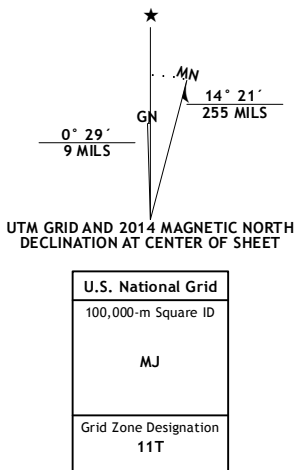 ★
MN
GN
14° 21´
255 MILS
0° 29´
9 MILS
UTM GRID AND 2014 MAGNETIC NORTH
DECLINATION AT CENTER OF SHEET
U.S. National Grid
100,000-m Square ID
MJ
Grid Zone Designation
11T